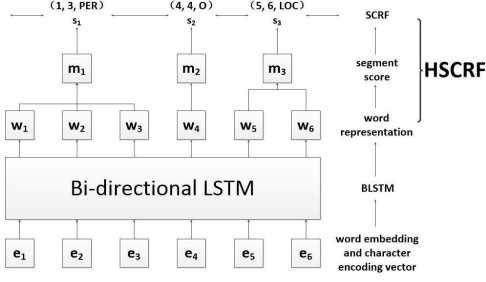 (1, 3, PER) (4, 4, O) (5, 6, LOC) SCRF
s1 s2 s3
m1 m2 m3 segment
score
HSCRF
w1 w2 w3 w4 w5 w6 word
representation
Bi-directional LSTM BLSTM
e1 e2 e3 e4 e5 e6 word embedding
and character
encoding vector